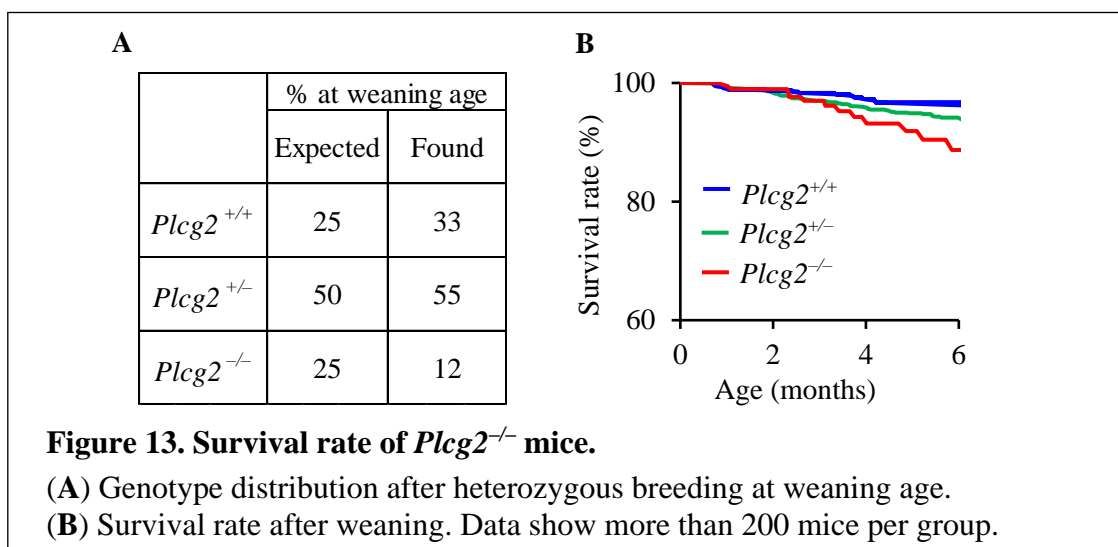 A
% at weaning age
Expected Found
Plcg2 +/+ 25 33
Plcg2 +/– 50 55
Plcg2 –/– 25 12
B
Survival rate (%)
100
80
60
Plcg2+/+
Plcg2+/–
Plcg2–/–
0 2 4 6
Age (months)
Figure 13. Survival rate of Plcg2–/– mice.
(A) Genotype distribution after heterozygous breeding at weaning age.
(B) Survival rate after weaning. Data show more than 200 mice per group.